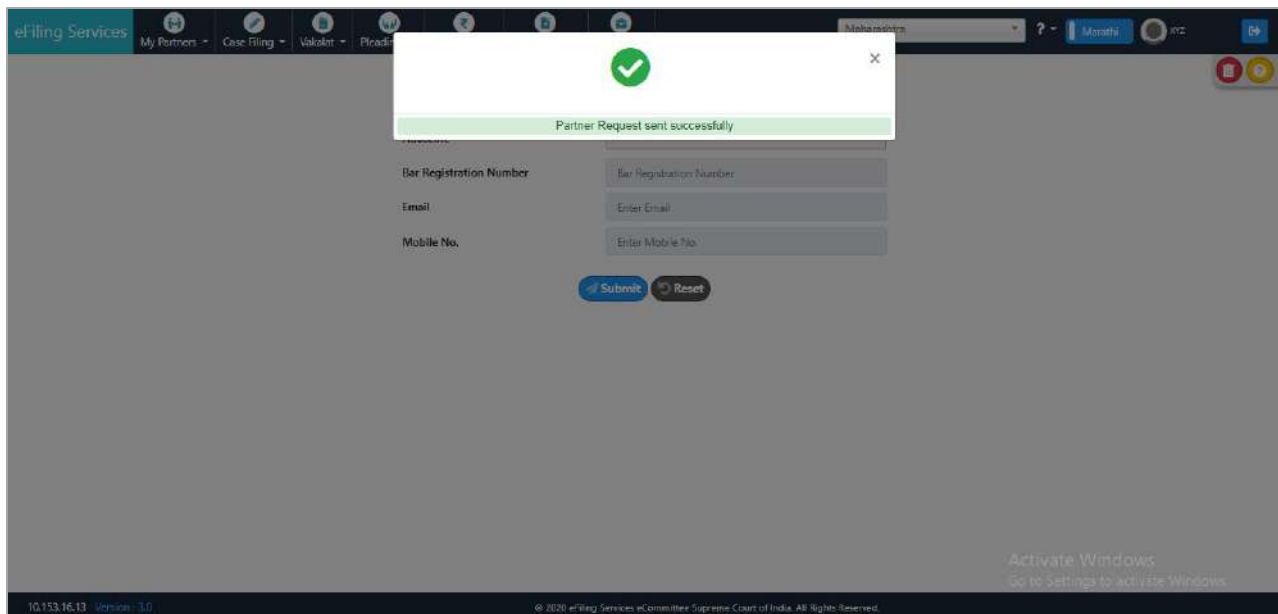 eFiling Services
My Partners
Case Filing
Vakalat
Pleadin
Maharashtra
?
Marathi
XYZ
Partner Request sent successfully
Bar Registration Number
Bar Registration Number
Email
Enter Email
Mobile No.
Enter Mobile No.
Submit
Reset
Activate Windows
Go to Settings to activate Windows.
10.153.16.13 Version : 3.0
© 2020 eFiling Services eCommittee Supreme Court of India. All Rights Reserved.